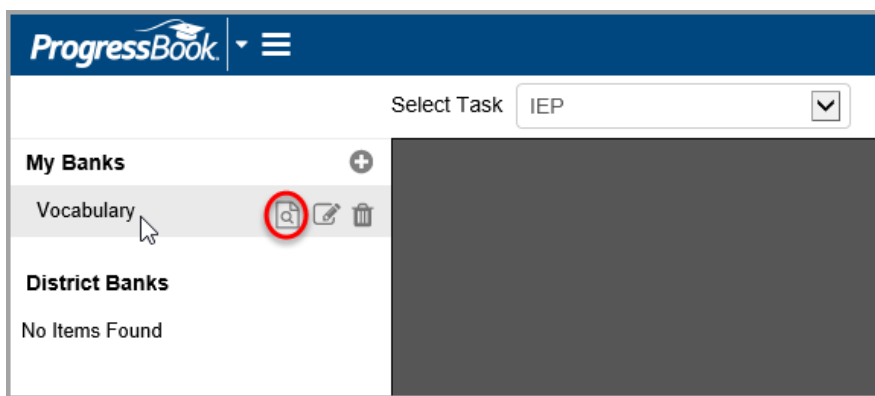 ProgressBook.
Select Task IEP
My Banks
Vocabulary
District Banks
No Items Found